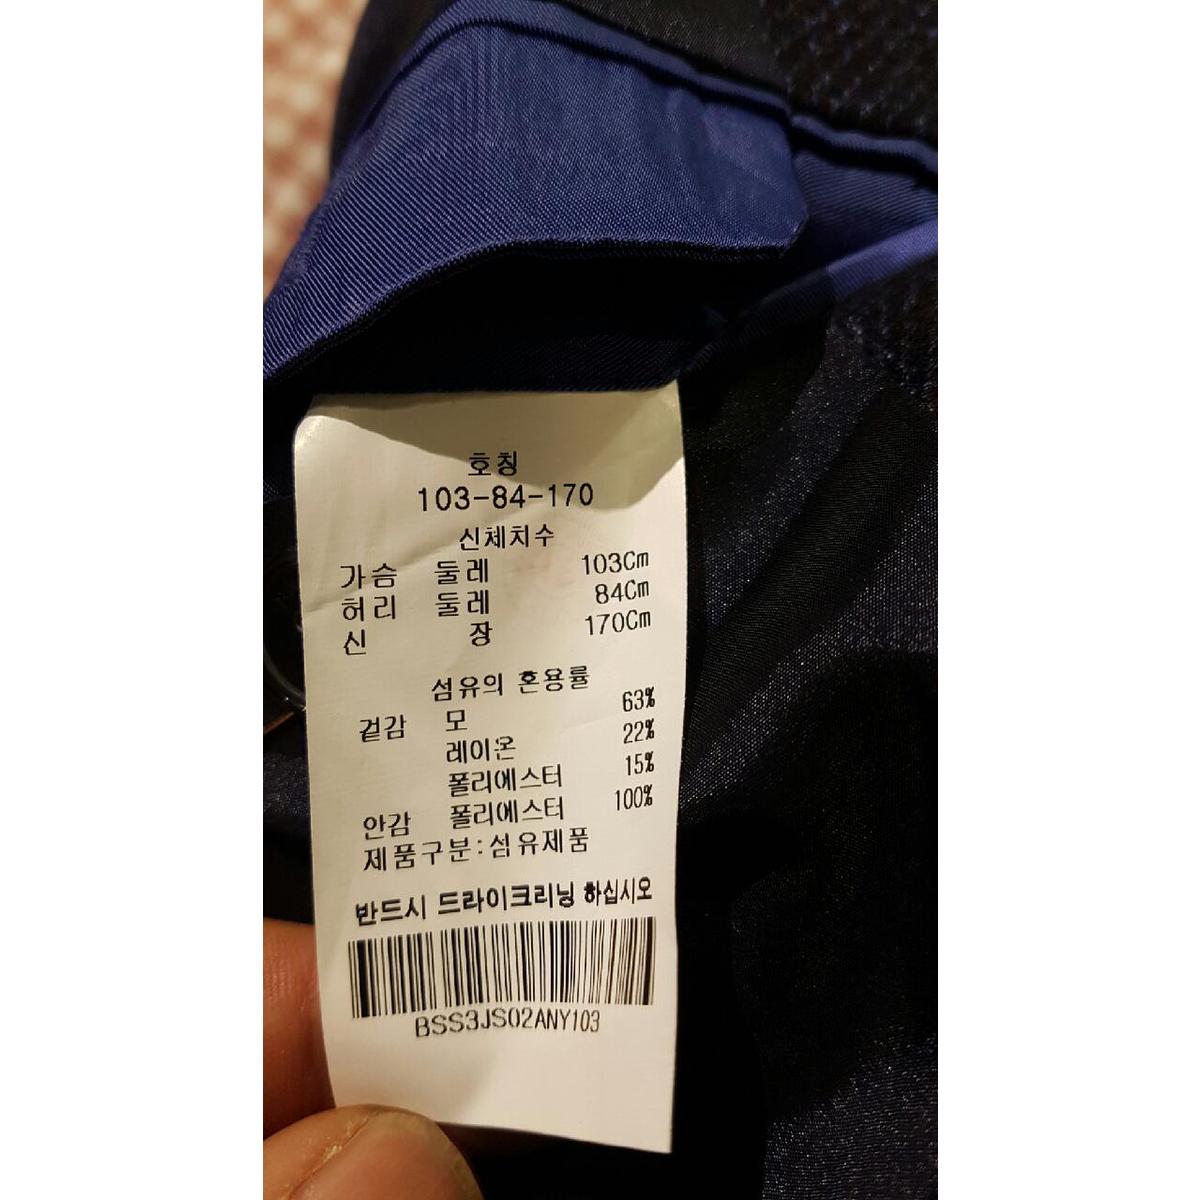 호칭
103-84-170
신체치수
가슴 둘레 103Cm
허리 둘레 84Cm
신 장 170Cm
섬유의 혼용률
겉감 모 63%
레이온 22%
폴리에스터 15%
안감 폴리에스터 100%
제품구분:섬유제품
반드시 드라이크리닝 하십시오
BSS3JS02ANY103